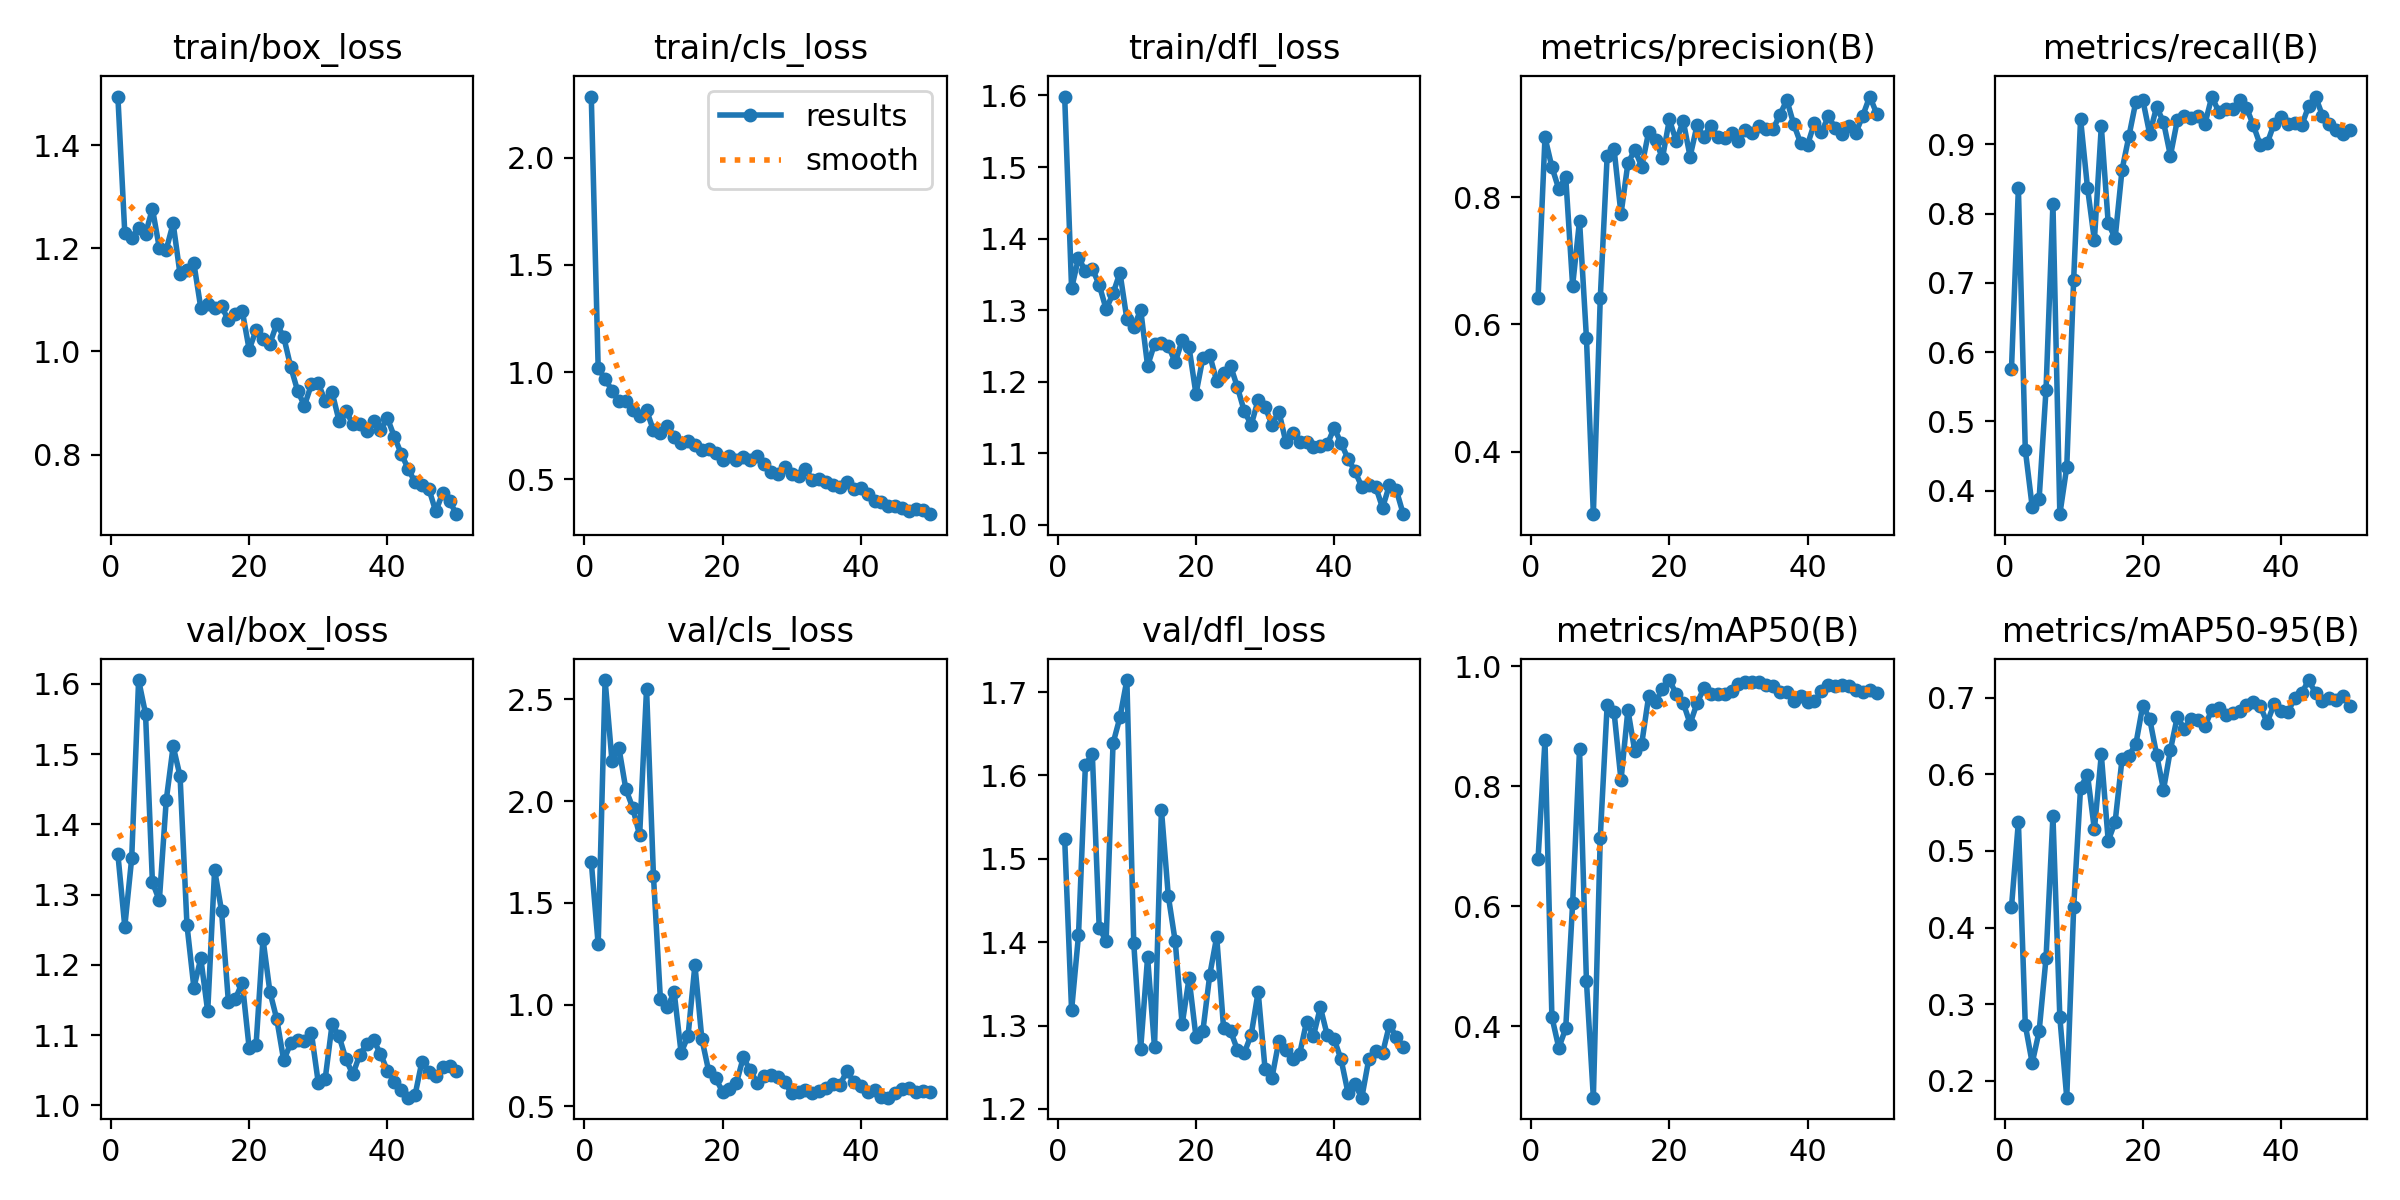 train/box_loss
train/cls_loss
train/dfl_loss
metrics/precision(B)
metrics/recall(B)
1.4
1.2
1.0
0.8
0 20 40
results
smooth
2.0
1.5
1.0
0.5
0 20 40
1.6
1.5
1.4
1.3
1.2
1.1
1.0
0 20 40
0.8
0.6
0.4
0 20 40
0.9
0.8
0.7
0.6
0.5
0.4
0 20 40
val/box_loss
val/cls_loss
val/dfl_loss
metrics/mAP50(B)
metrics/mAP50-95(B)
1.6
1.5
1.4
1.3
1.2
1.1
1.0
0 20 40
2.5
2.0
1.5
1.0
0.5
0 20 40
1.7
1.6
1.5
1.4
1.3
1.2
0 20 40
1.0
0.8
0.6
0.4
0 20 40
0.7
0.6
0.5
0.4
0.3
0.2
0 20 40